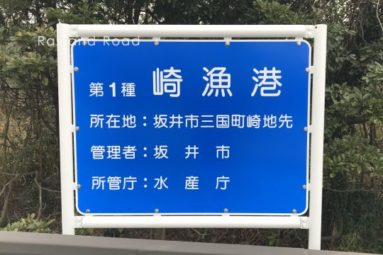 Rail and Road
第1種 崎漁港
所在地：坂井市三国町崎地先
管理者：坂井市
所管庁：水産庁